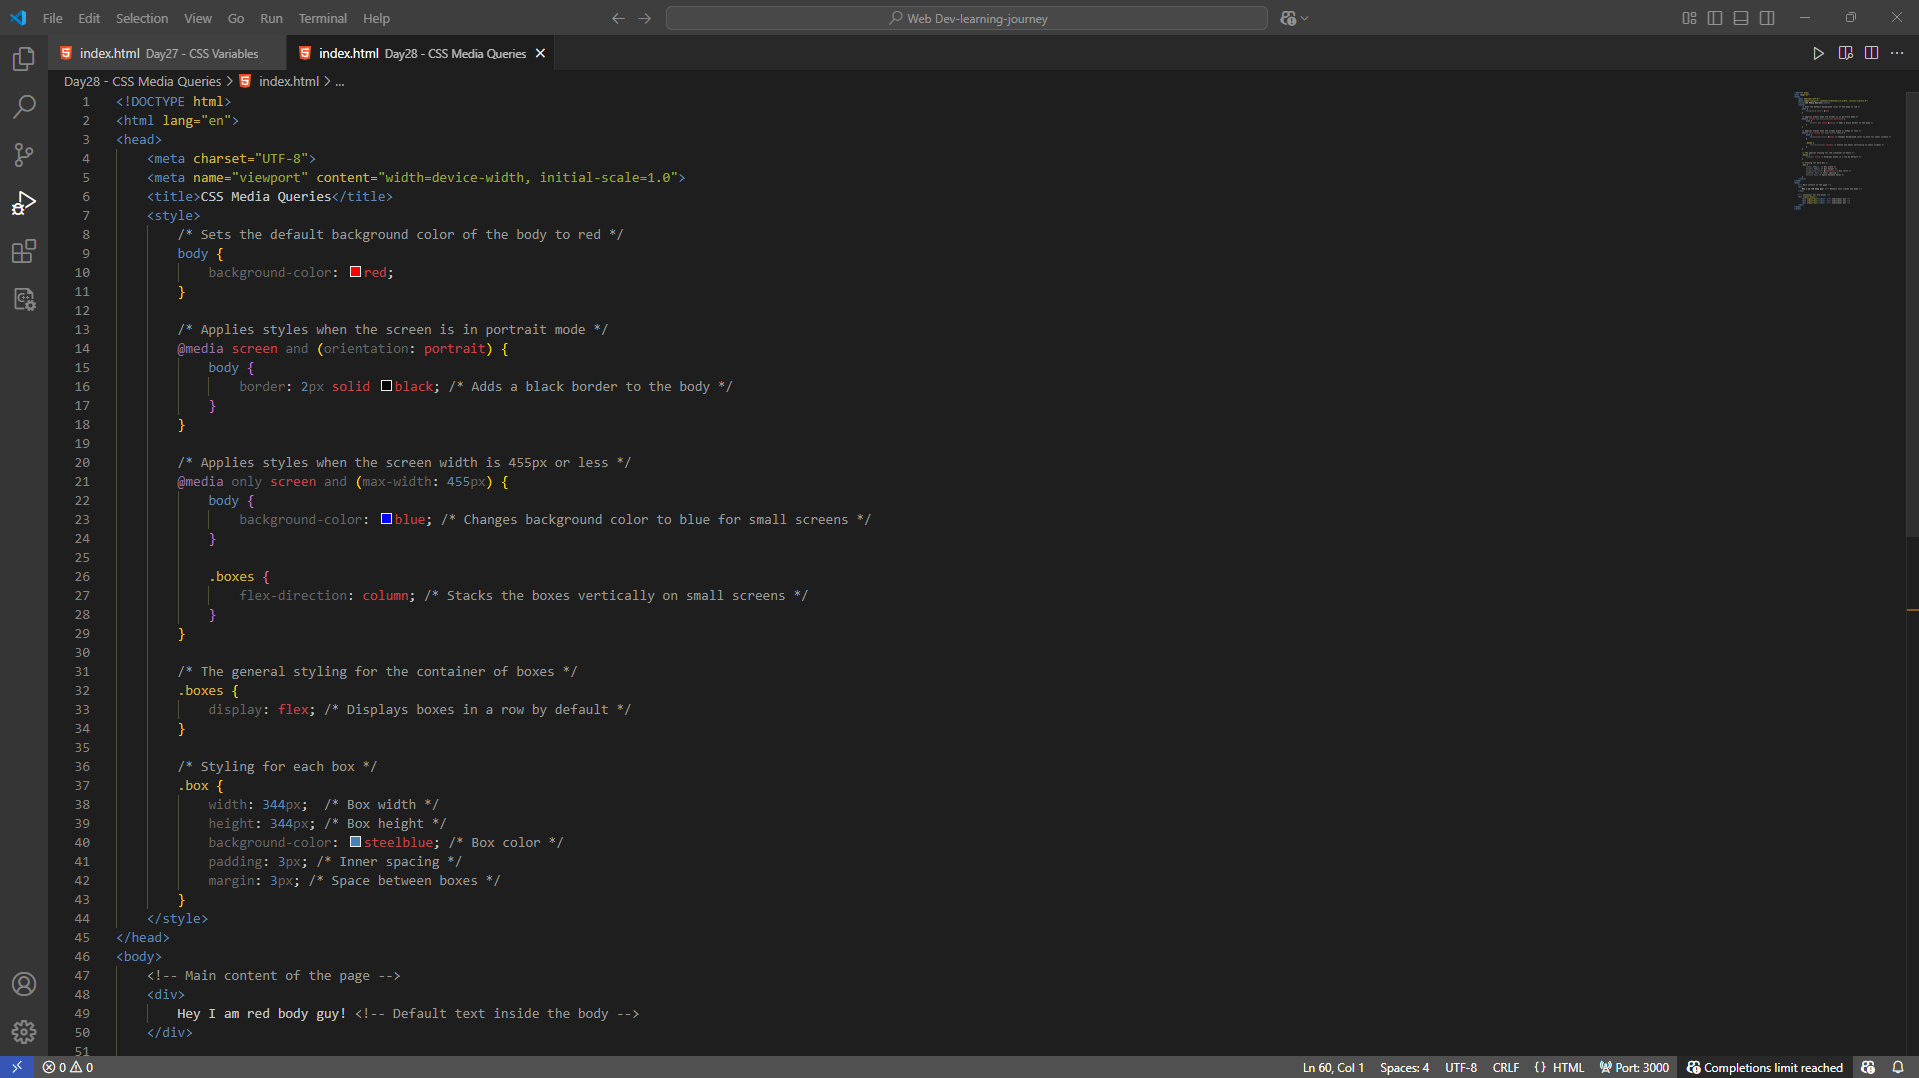 File Edit Selection View Go Run Terminal Help
Web Dev-learning-journey
index.html Day27 - CSS Variables
index.html Day28 - CSS Media Queries
Day28 - CSS Media Queries > index.html > ...
1 <!DOCTYPE html>
2 <html lang="en">
3 <head>
4 <meta charset="UTF-8">
5 <meta name="viewport" content="width=device-width, initial-scale=1.0">
6 <title>CSS Media Queries</title>
7 <style>
8 /* Sets the default background color of the body to red */
9 body {
10 background-color: red;
11 }
12
13 /* Applies styles when the screen is in portrait mode */
14 @media screen and (orientation: portrait) {
15 body {
16 border: 2px solid black; /* Adds a black border to the body */
17 }
18 }
19
20 /* Applies styles when the screen width is 455px or less */
21 @media only screen and (max-width: 455px) {
22 body {
23 background-color: blue; /* Changes background color to blue for small screens */
24 }
25
26 .boxes {
27 flex-direction: column; /* Stacks the boxes vertically on small screens */
28 }
29 }
30
31 /* The general styling for the container of boxes */
32 .boxes {
33 display: flex; /* Displays boxes in a row by default */
34 }
35
36 /* Styling for each box */
37 .box {
38 width: 344px; /* Box width */
39 height: 344px; /* Box height */
40 background-color: steelblue; /* Box color */
41 padding: 3px; /* Inner spacing */
42 margin: 3px; /* Space between boxes */
43 }
44 </style>
45 </head>
46 <body>
47 <!-- Main content of the page -->
48 <div>
49 Hey I am red body guy! <!-- Default text inside the body -->
50 </div>
51
0 0
Ln 60, Col 1 Spaces: 4 UTF-8 CRLF {} HTML Port: 3000 Completions limit reached